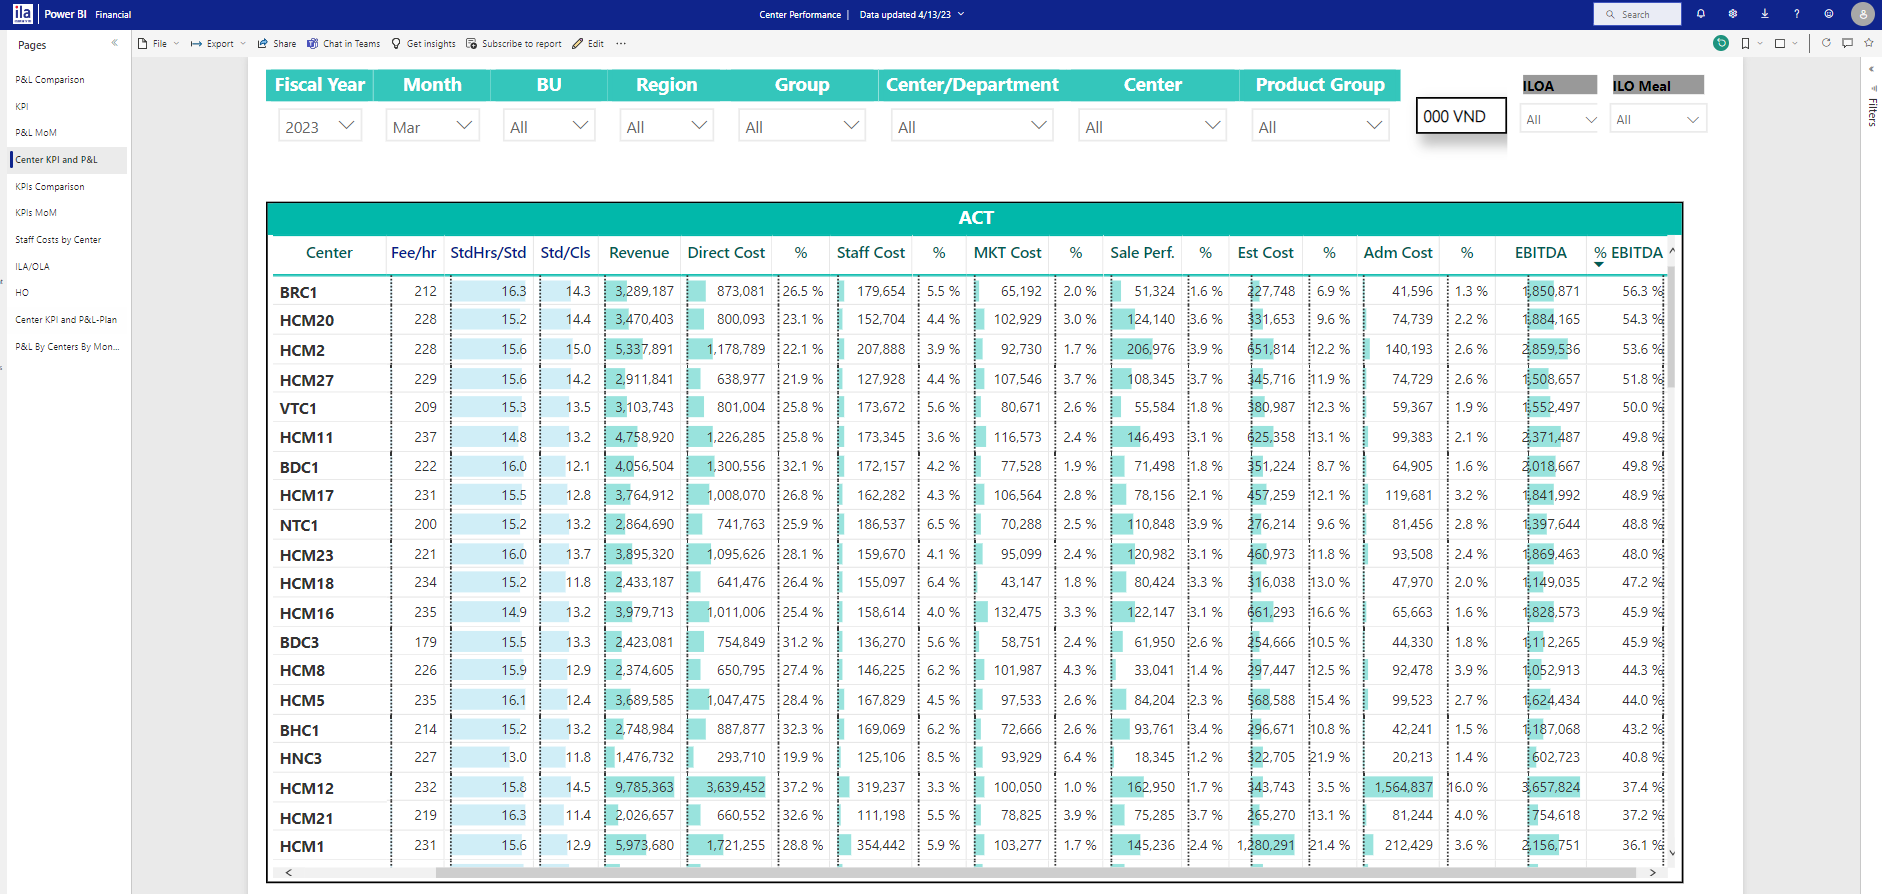 ila Power BI Financial Center Performance | Data updated 4/13/23 Search
Pages File Export Share Chat in Teams Get insights Subscribe to report Edit ...
P&L Comparison
KPI
P&L MoM
Center KPI and P&L
KPIs Comparison
KPIs MoM
Staff Costs by Center
ILA/OLA
HO
Center KPI and P&L-Plan
P&L By Centers By Mon...
Fiscal Year Month BU Region Group Center/Department Center Product Group ILOA ILO Meal
2023 Mar All All All All All All 000 VND All All
Filters
ACT
Center Fee/hr StdHrs/Std Std/Cls Revenue Direct Cost % Staff Cost % MKT Cost % Sale Perf. % Est Cost % Adm Cost % EBITDA % EBITDA
BRC1 212 16.3 14.3 3,289,187 873,081 26.5 % 179,654 5.5 % 65,192 2.0 % 51,324 1.6 % 227,748 6.9 % 41,596 1.3 % 1,850,871 56.3 %
HCM20 228 15.2 14.4 3,470,403 800,093 23.1 % 152,704 4.4 % 102,929 3.0 % 124,140 3.6 % 331,653 9.6 % 74,739 2.2 % 1,884,165 54.3 %
HCM2 228 15.6 15.0 5,337,891 1,178,789 22.1 % 207,888 3.9 % 92,730 1.7 % 206,976 3.9 % 651,814 12.2 % 140,193 2.6 % 2,859,536 53.6 %
HCM27 229 15.6 14.2 2,911,841 638,977 21.9 % 127,928 4.4 % 107,546 3.7 % 108,345 3.7 % 345,716 11.9 % 74,729 2.6 % 1,508,657 51.8 %
VTC1 209 15.3 13.5 3,103,743 801,004 25.8 % 173,672 5.6 % 80,671 2.6 % 55,584 1.8 % 380,987 12.3 % 59,367 1.9 % 1,552,497 50.0 %
HCM11 237 14.8 13.2 4,758,920 1,226,285 25.8 % 173,345 3.6 % 116,573 2.4 % 146,493 3.1 % 625,358 13.1 % 99,383 2.1 % 2,371,487 49.8 %
BDC1 222 16.0 12.1 4,056,504 1,300,556 32.1 % 172,157 4.2 % 77,528 1.9 % 71,498 1.8 % 351,224 8.7 % 64,905 1.6 % 2,018,667 49.8 %
HCM17 231 15.5 12.8 3,764,912 1,008,070 26.8 % 162,282 4.3 % 106,564 2.8 % 78,156 2.1 % 457,259 12.1 % 119,681 3.2 % 1,841,992 48.9 %
NTC1 200 15.2 13.2 2,864,690 741,763 25.9 % 186,537 6.5 % 70,288 2.5 % 110,848 3.9 % 276,214 9.6 % 81,456 2.8 % 1,397,644 48.8 %
HCM23 221 16.0 13.7 3,895,320 1,095,626 28.1 % 159,670 4.1 % 95,099 2.4 % 120,982 3.1 % 460,973 11.8 % 93,508 2.4 % 1,869,463 48.0 %
HCM18 234 15.2 11.8 2,433,187 641,476 26.4 % 155,097 6.4 % 43,147 1.8 % 80,424 3.3 % 316,038 13.0 % 47,970 2.0 % 1,149,035 47.2 %
HCM16 235 14.9 13.2 3,979,713 1,011,006 25.4 % 158,614 4.0 % 132,475 3.3 % 122,147 3.1 % 661,293 16.6 % 65,663 1.6 % 1,828,573 45.9 %
BDC3 179 15.5 13.3 2,423,081 754,849 31.2 % 136,270 5.6 % 58,751 2.4 % 61,950 2.6 % 254,666 10.5 % 44,330 1.8 % 1,112,265 45.9 %
HCM8 226 15.9 12.9 2,374,605 650,795 27.4 % 146,225 6.2 % 101,987 4.3 % 33,041 1.4 % 297,447 12.5 % 92,478 3.9 % 1,052,913 44.3 %
HCM5 235 16.1 12.4 3,689,585 1,047,475 28.4 % 167,829 4.5 % 97,533 2.6 % 84,204 2.3 % 568,588 15.4 % 99,523 2.7 % 1,624,434 44.0 %
BHC1 214 15.2 13.2 2,748,984 887,877 32.3 % 169,069 6.2 % 72,666 2.6 % 93,761 3.4 % 296,671 10.8 % 42,241 1.5 % 1,187,068 43.2 %
HNC3 227 13.0 11.8 1,476,732 293,710 19.9 % 125,106 8.5 % 93,929 6.4 % 18,345 1.2 % 322,705 21.9 % 20,213 1.4 % 602,723 40.8 %
HCM12 232 15.8 14.5 9,785,363 3,639,452 37.2 % 319,237 3.3 % 100,050 1.0 % 162,950 1.7 % 343,743 3.5 % 1,564,837 16.0 % 3,657,824 37.4 %
HCM21 219 16.3 11.4 2,026,657 660,552 32.6 % 111,198 5.5 % 78,825 3.9 % 75,285 3.7 % 265,270 13.1 % 81,244 4.0 % 754,618 37.2 %
HCM1 231 15.6 12.9 5,973,680 1,721,255 28.8 % 354,442 5.9 % 103,277 1.7 % 145,236 2.4 % 1,280,291 21.4 % 212,429 3.6 % 2,156,751 36.1 %